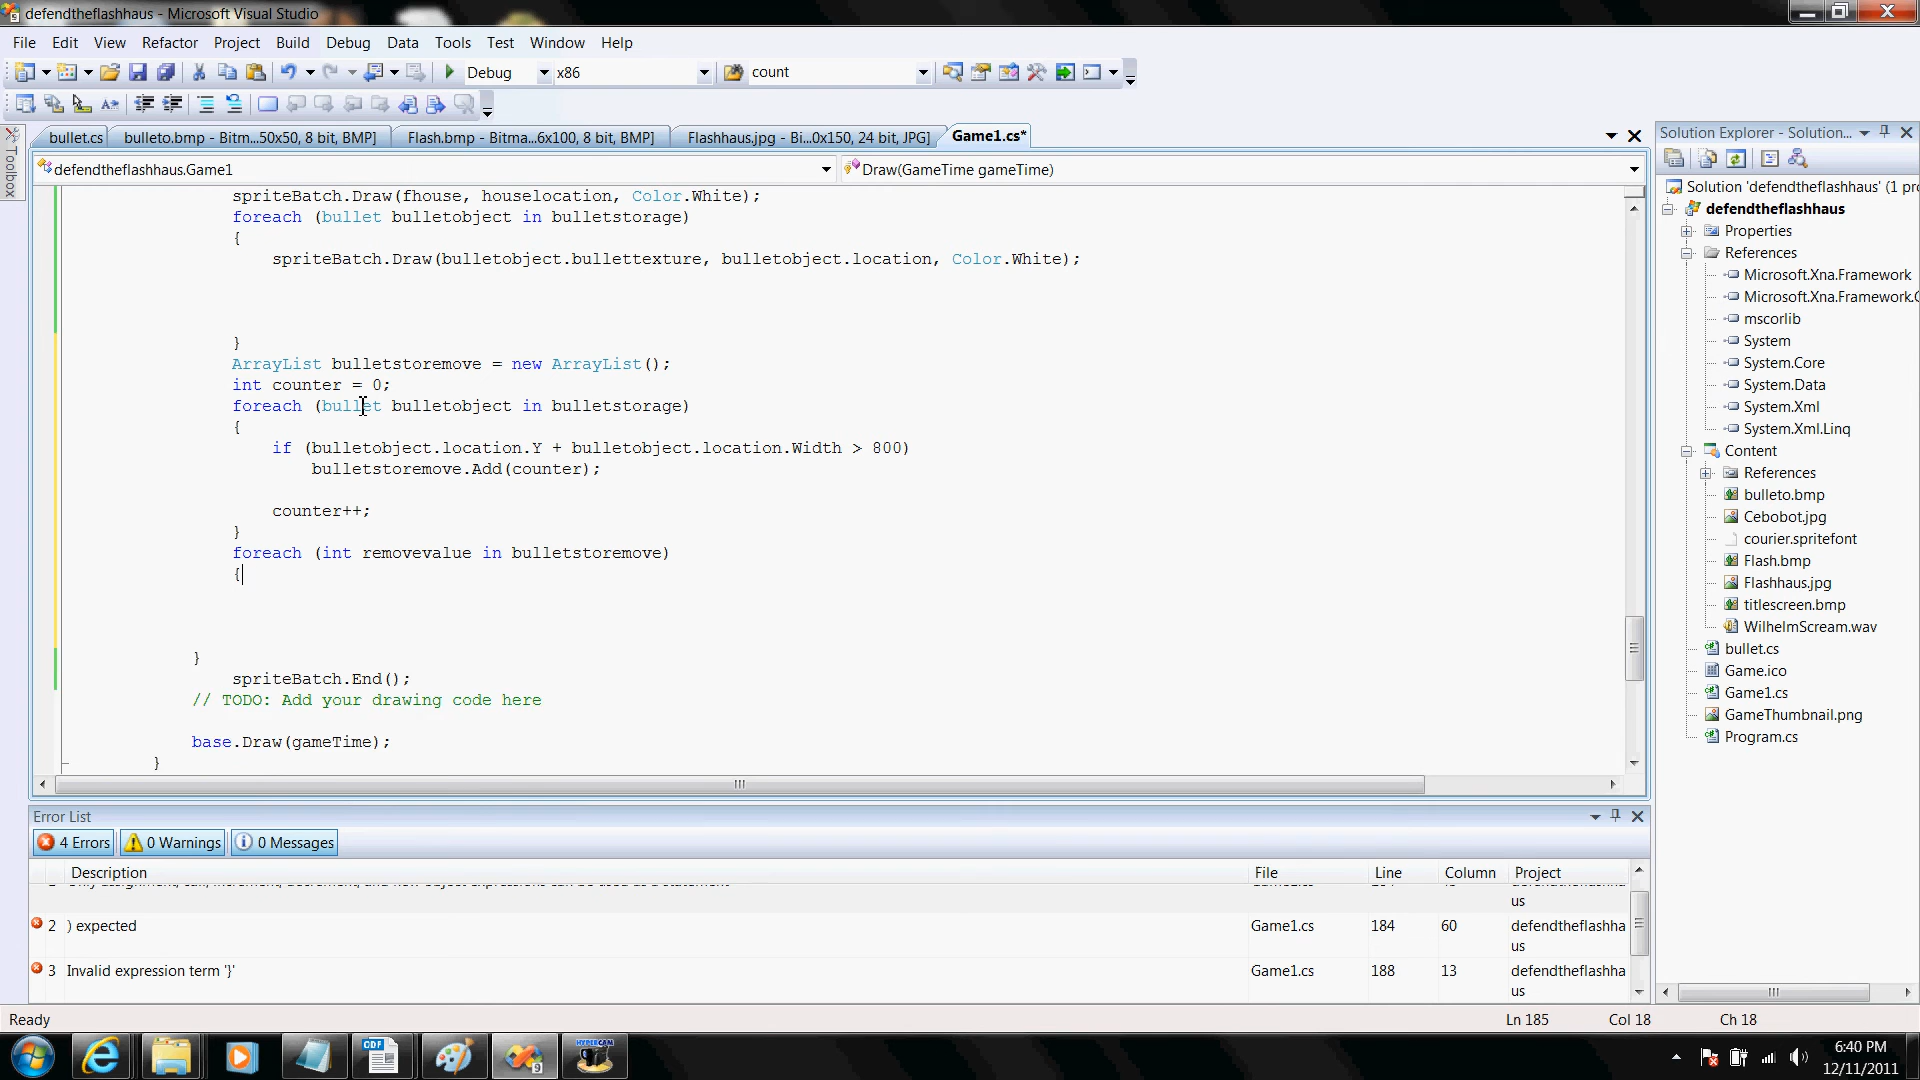 defendtheflashhaus - Microsoft Visual Studio
File Edit View Refactor Project Build Debug Data Tools Test Window Help
Debug x86 count
bullet.cs bulleto.bmp - Bitm...50x50, 8 bit, BMP] Flash.bmp - Bitma...6x100, 8 bit, BMP] Flashhaus.jpg - Bi...0x150, 24 bit, JPG] Game1.cs*
Toolbox
defendtheflashhaus.Game1 Draw(GameTime gameTime)
spriteBatch.Draw(fhouse, houselocation, Color.White);
foreach (bullet bulletobject in bulletstorage)
{
spriteBatch.Draw(bulletobject.bullettexture, bulletobject.location, Color.White);
}
ArrayList bulletstoremove = new ArrayList();
int counter = 0;
foreach (bullet bulletobject in bulletstorage)
{
if (bulletobject.location.Y + bulletobject.location.Width > 800)
bulletstoremove.Add(counter);
counter++;
}
foreach (int removevalue in bulletstoremove)
{
}
spriteBatch.End();
// TODO: Add your drawing code here
base.Draw(gameTime);
}
Solution Explorer - Solution...
Solution 'defendtheflashhaus' (1 pr
defendtheflashhaus
Properties
References
Microsoft.Xna.Framework
Microsoft.Xna.Framework.G
mscorlib
System
System.Core
System.Data
System.Xml
System.Xml.Linq
Content
References
bulleto.bmp
Cebobot.jpg
courier.spritefont
Flash.bmp
Flashhaus.jpg
titlescreen.bmp
WilhelmScream.wav
bullet.cs
Game.ico
Game1.cs
GameThumbnail.png
Program.cs
Error List
4 Errors 0 Warnings 0 Messages
Description File Line Column Project
us
2 ) expected Game1.cs 184 60 defendtheflashha
us
3 Invalid expression term '}' Game1.cs 188 13 defendtheflashha
us
Ready Ln 185 Col 18 Ch 18
ODF
9
HYPERCAM
6:40 PM
12/11/2011